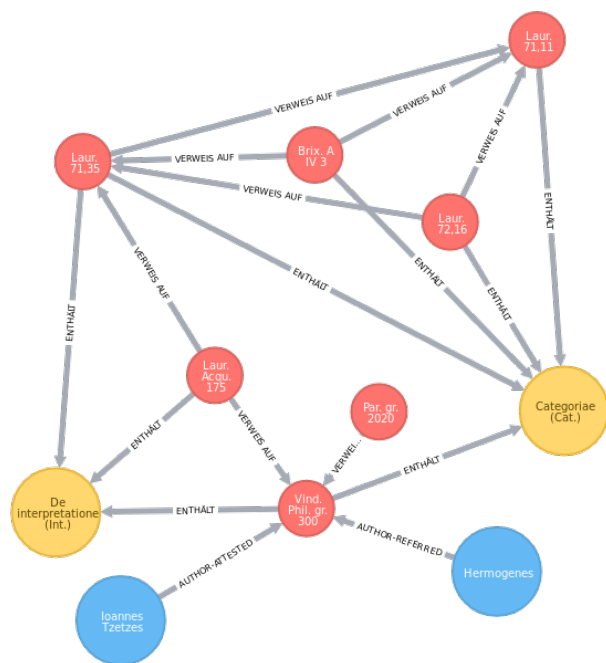 Laur.
71,11
VERWEIS AUF
VERWEIS AUF
Brix. A
IV 3
VERWEIS AUF
Laur.
71,35
VERWEIS AUF
VERWEIS AUF
Laur.
72,16
ENTHÄLT
VERWEIS AUF
ENTHÄLT
ENTHÄLT
ENTHÄLT
ENTHÄLT
Laur.
Acqu.
175
Par. gr.
2020
Categoriae
(Cat.)
ENTHÄLT
VERWEIS AUF
VERWEI...
ENTHÄLT
De
interpretatione
(Int.)
ENTHÄLT
Vind.
Phil. gr.
300
AUTHOR-REFERRED
AUTHOR-ATTESTED
Hermogenes
Ioannes
Tzetzes